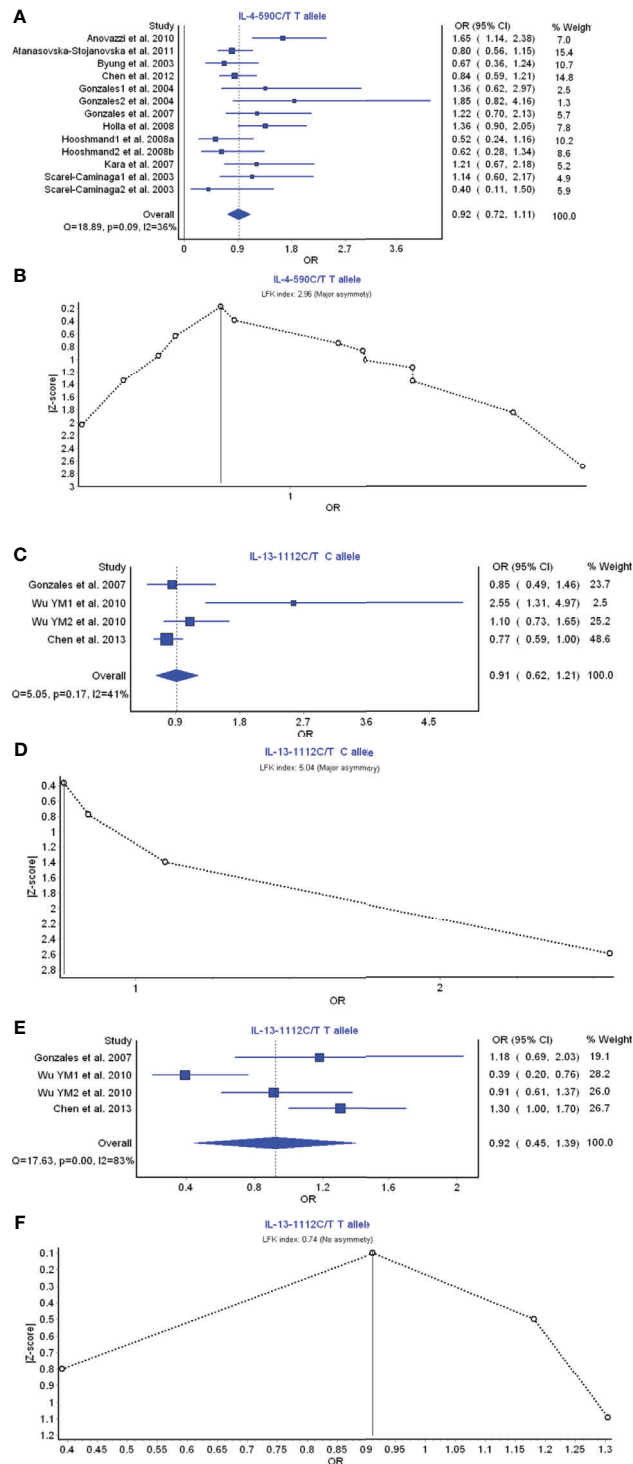 A
IL-4-590C/T T allele
Study OR (95% CI) % Weigh
Anovazzi et al. 2010 1.65 ( 1.14, 2.38) 7.0
Atanasovska-Stojanovska et al. 2011 0.80 ( 0.56, 1.15) 15.4
Byung et al. 2003 0.67 ( 0.36, 1.24) 10.7
Chen et al. 2012 0.84 ( 0.59, 1.21) 14.8
Gonzales1 et al. 2004 1.36 ( 0.62, 2.97) 2.5
Gonzales2 et al. 2004 1.85 ( 0.82, 4.16) 1.3
Gonzales et al. 2007 1.22 ( 0.70, 2.13) 5.7
Holla et al. 2008 1.36 ( 0.90, 2.05) 7.8
Hooshmand1 et al. 2008a 0.52 ( 0.24, 1.16) 10.2
Hooshmand2 et al. 2008b 0.62 ( 0.28, 1.34) 8.6
Kara et al. 2007 1.21 ( 0.67, 2.18) 5.2
Scarel-Caminaga1 et al. 2003 1.14 ( 0.60, 2.17) 4.9
Scarel-Caminaga2 et al. 2003 0.40 ( 0.11, 1.50) 5.9
Overall 0.92 ( 0.72, 1.11) 100.0
Q=18.89, p=0.09, I2=36%
0 0.9 1.8 2.7 3.6
OR
B
IL-4-590C/T T allele
LFK index: 2.96 (Major asymmetry)
0.2
0.4
0.6
0.8
1
1.2
1.4
1.6
1.8
2
2.2
2.4
2.6
2.8
3
|Z-score|
1
OR
C
IL-13-1112C/T C allele
Study OR (95% CI) % Weight
Gonzales et al. 2007 0.85 ( 0.49, 1.46) 23.7
Wu YM1 et al. 2010 2.55 ( 1.31, 4.97) 2.5
Wu YM2 et al. 2010 1.10 ( 0.73, 1.65) 25.2
Chen et al. 2013 0.77 ( 0.59, 1.00) 48.6
Overall 0.91 ( 0.62, 1.21) 100.0
Q=5.05, p=0.17, I2=41%
0.9 1.8 2.7 3.6 4.5
OR
D
IL-13-1112C/T C allele
LFK index: 5.04 (Major asymmetry)
0.4
0.6
0.8
1
1.2
1.4
1.6
1.8
2
2.2
2.4
2.6
2.8
|Z-score|
1 2
OR
E
IL-13-1112C/T T allele
Study OR (95% CI) % Weight
Gonzales et al. 2007 1.18 ( 0.69, 2.03) 19.1
Wu YM1 et al. 2010 0.39 ( 0.20, 0.76) 28.2
Wu YM2 et al. 2010 0.91 ( 0.61, 1.37) 26.0
Chen et al. 2013 1.30 ( 1.00, 1.70) 26.7
Overall 0.92 ( 0.45, 1.39) 100.0
Q=17.63, p=0.00, I2=83%
0.4 0.8 1.2 1.6 2
OR
F
IL-13-1112C/T T allele
LFK index: 0.74 (No asymmetry)
0.1
0.2
0.3
0.4
0.5
0.6
0.7
0.8
0.9
1
1.1
1.2
|Z-score|
0.4 0.45 0.5 0.55 0.6 0.65 0.7 0.75 0.8 0.85 0.9 0.95 1 1.05 1.1 1.15 1.2 1.25 1.3
OR